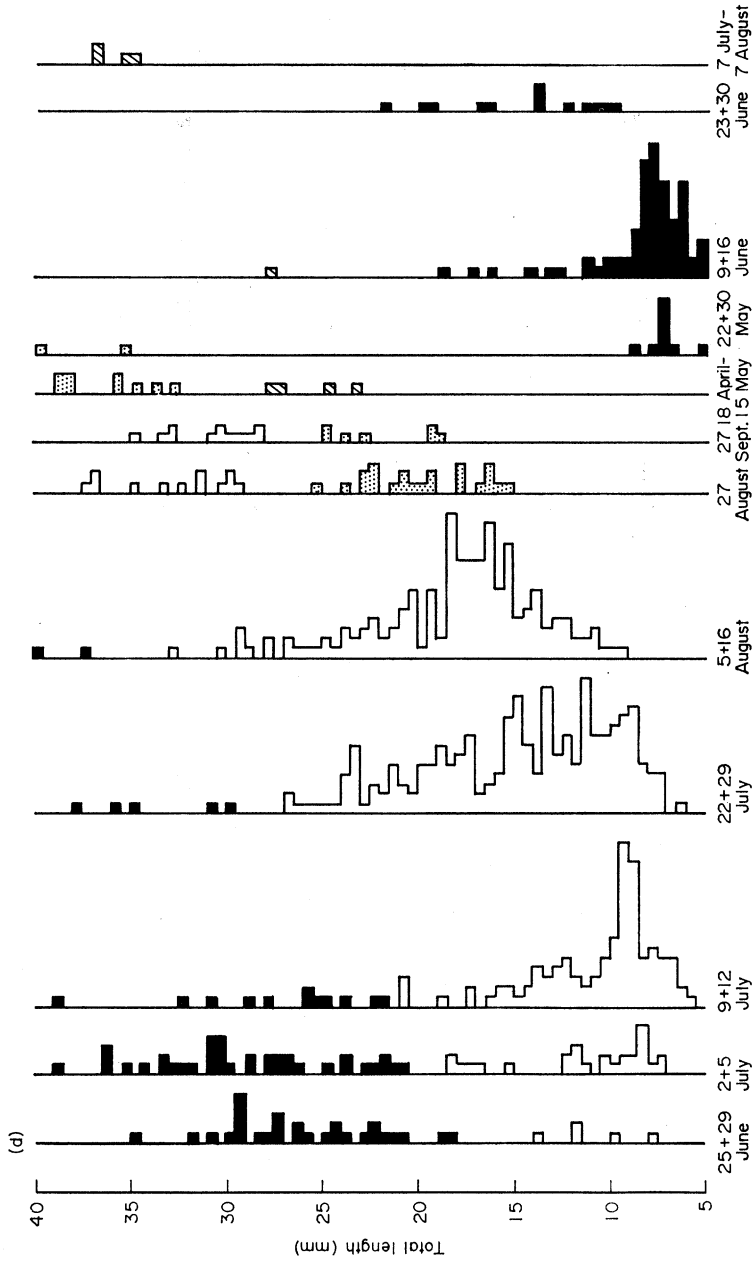 (d)
Total length (mm)
40
35
30
25
20
15
10
5
25+29
June
2+5
July
9+12
July
22+29
July
5+16
August
27
August
27
Sept.
18 April–
15 May
22+30
May
9+16
June
23+30
June
7 July–
7 August